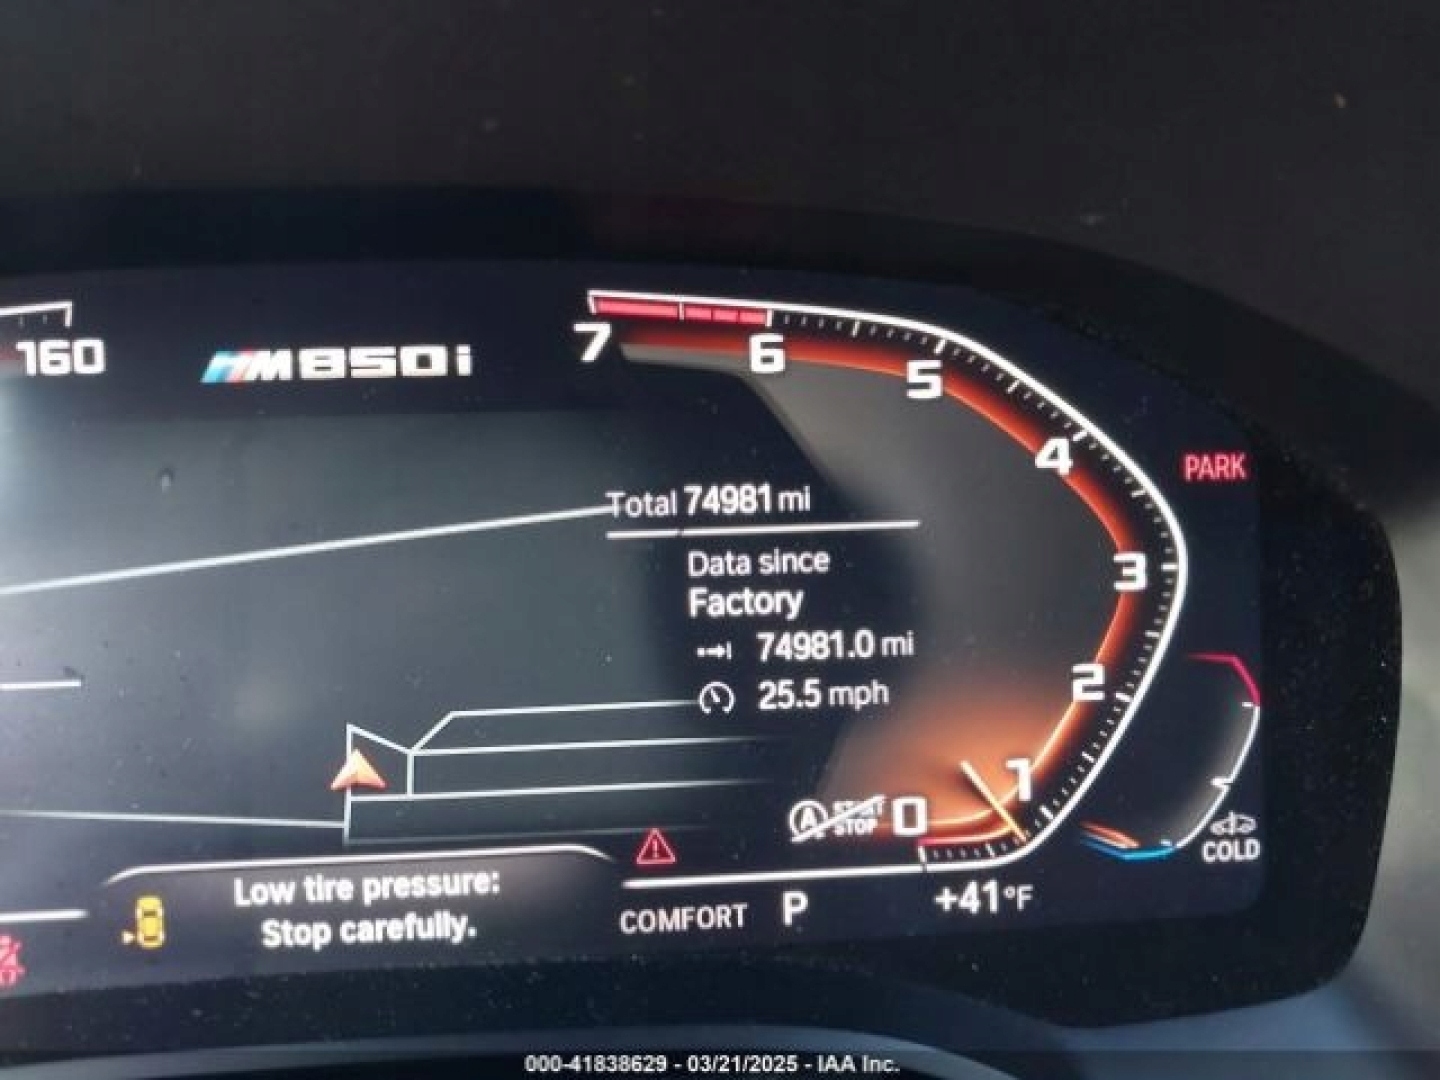 160
M850i
7
6
5
4
3
2
1
0
PARK
Total 74981 mi
Data since
Factory
74981.0 mi
25.5 mph
A START
STOP
COLD
Low tire pressure:
Stop carefully.
COMFORT P +41°F
000-41838629 - 03/21/2025 - IAA Inc.